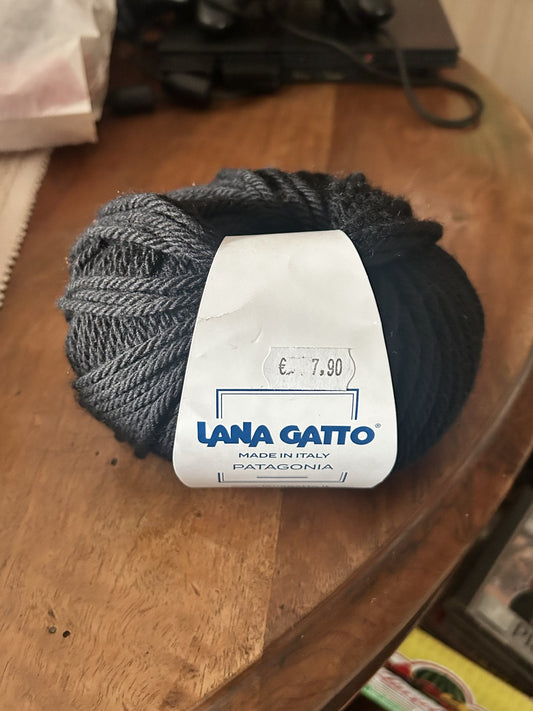 € 7,90
LANA GATTO®
MADE IN ITALY
PATAGONIA